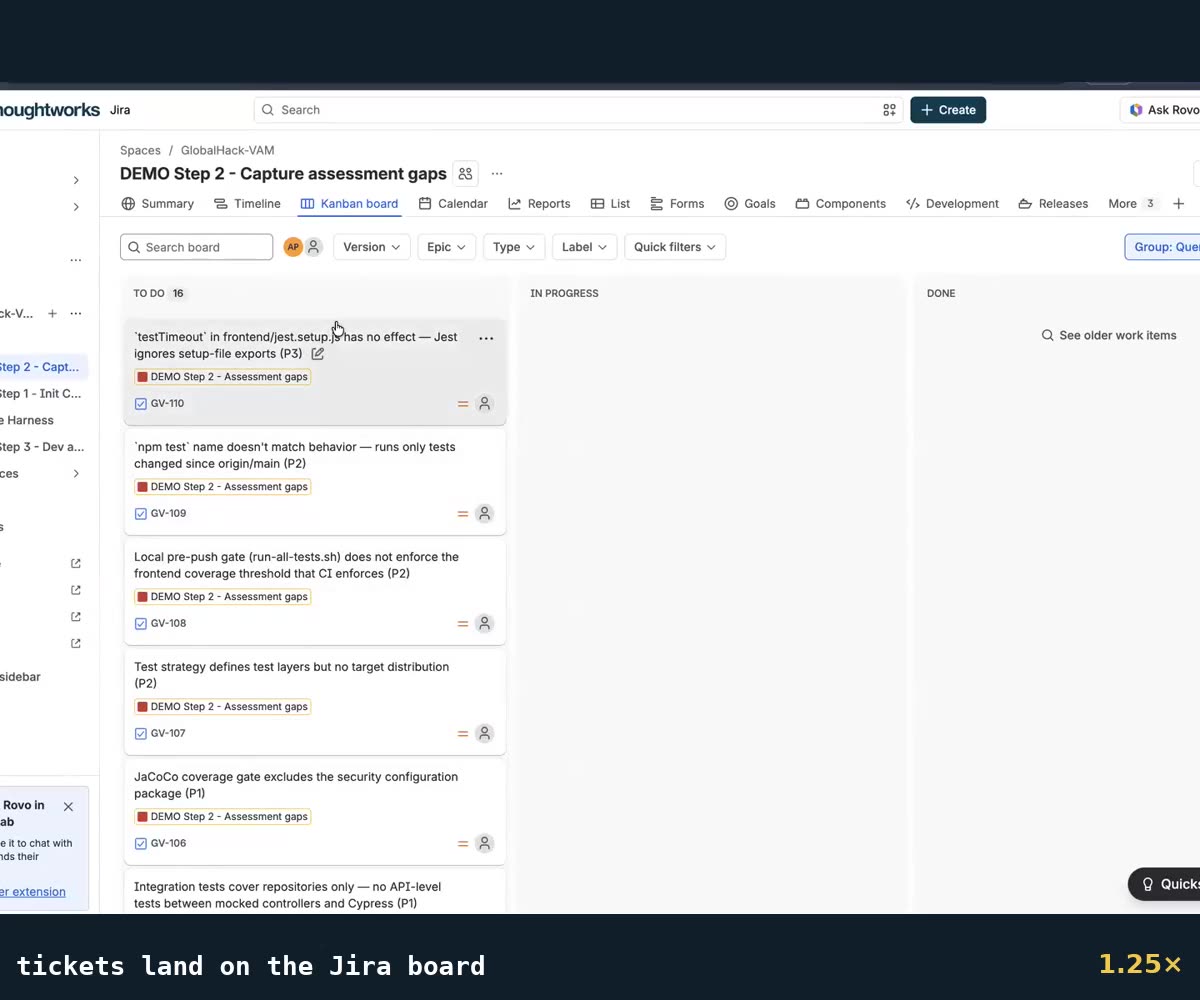 houghtworks Jira
Search
+ Create
Ask Rovo
Spaces / GlobalHack-VAM
DEMO Step 2 - Capture assessment gaps
Summary Timeline Kanban board Calendar Reports List Forms Goals Components Development Releases More 3
Search board AP Version Epic Type Label Quick filters Group: Que
ck-V...
Step 2 - Capt...
Step 1 - Init C...
e Harness
Step 3 - Dev a...
ces
s
sidebar
Rovo in
ab
e it to chat with
nds their
er extension
TO DO 16
`testTimeout` in frontend/jest.setup.js has no effect — Jest
ignores setup-file exports (P3)
DEMO Step 2 - Assessment gaps
GV-110
`npm test` name doesn't match behavior — runs only tests
changed since origin/main (P2)
DEMO Step 2 - Assessment gaps
GV-109
Local pre-push gate (run-all-tests.sh) does not enforce the
frontend coverage threshold that CI enforces (P2)
DEMO Step 2 - Assessment gaps
GV-108
Test strategy defines test layers but no target distribution
(P2)
DEMO Step 2 - Assessment gaps
GV-107
JaCoCo coverage gate excludes the security configuration
package (P1)
DEMO Step 2 - Assessment gaps
GV-106
Integration tests cover repositories only — no API-level
tests between mocked controllers and Cypress (P1)
IN PROGRESS
DONE
See older work items
Quicks
tickets land on the Jira board
1.25×